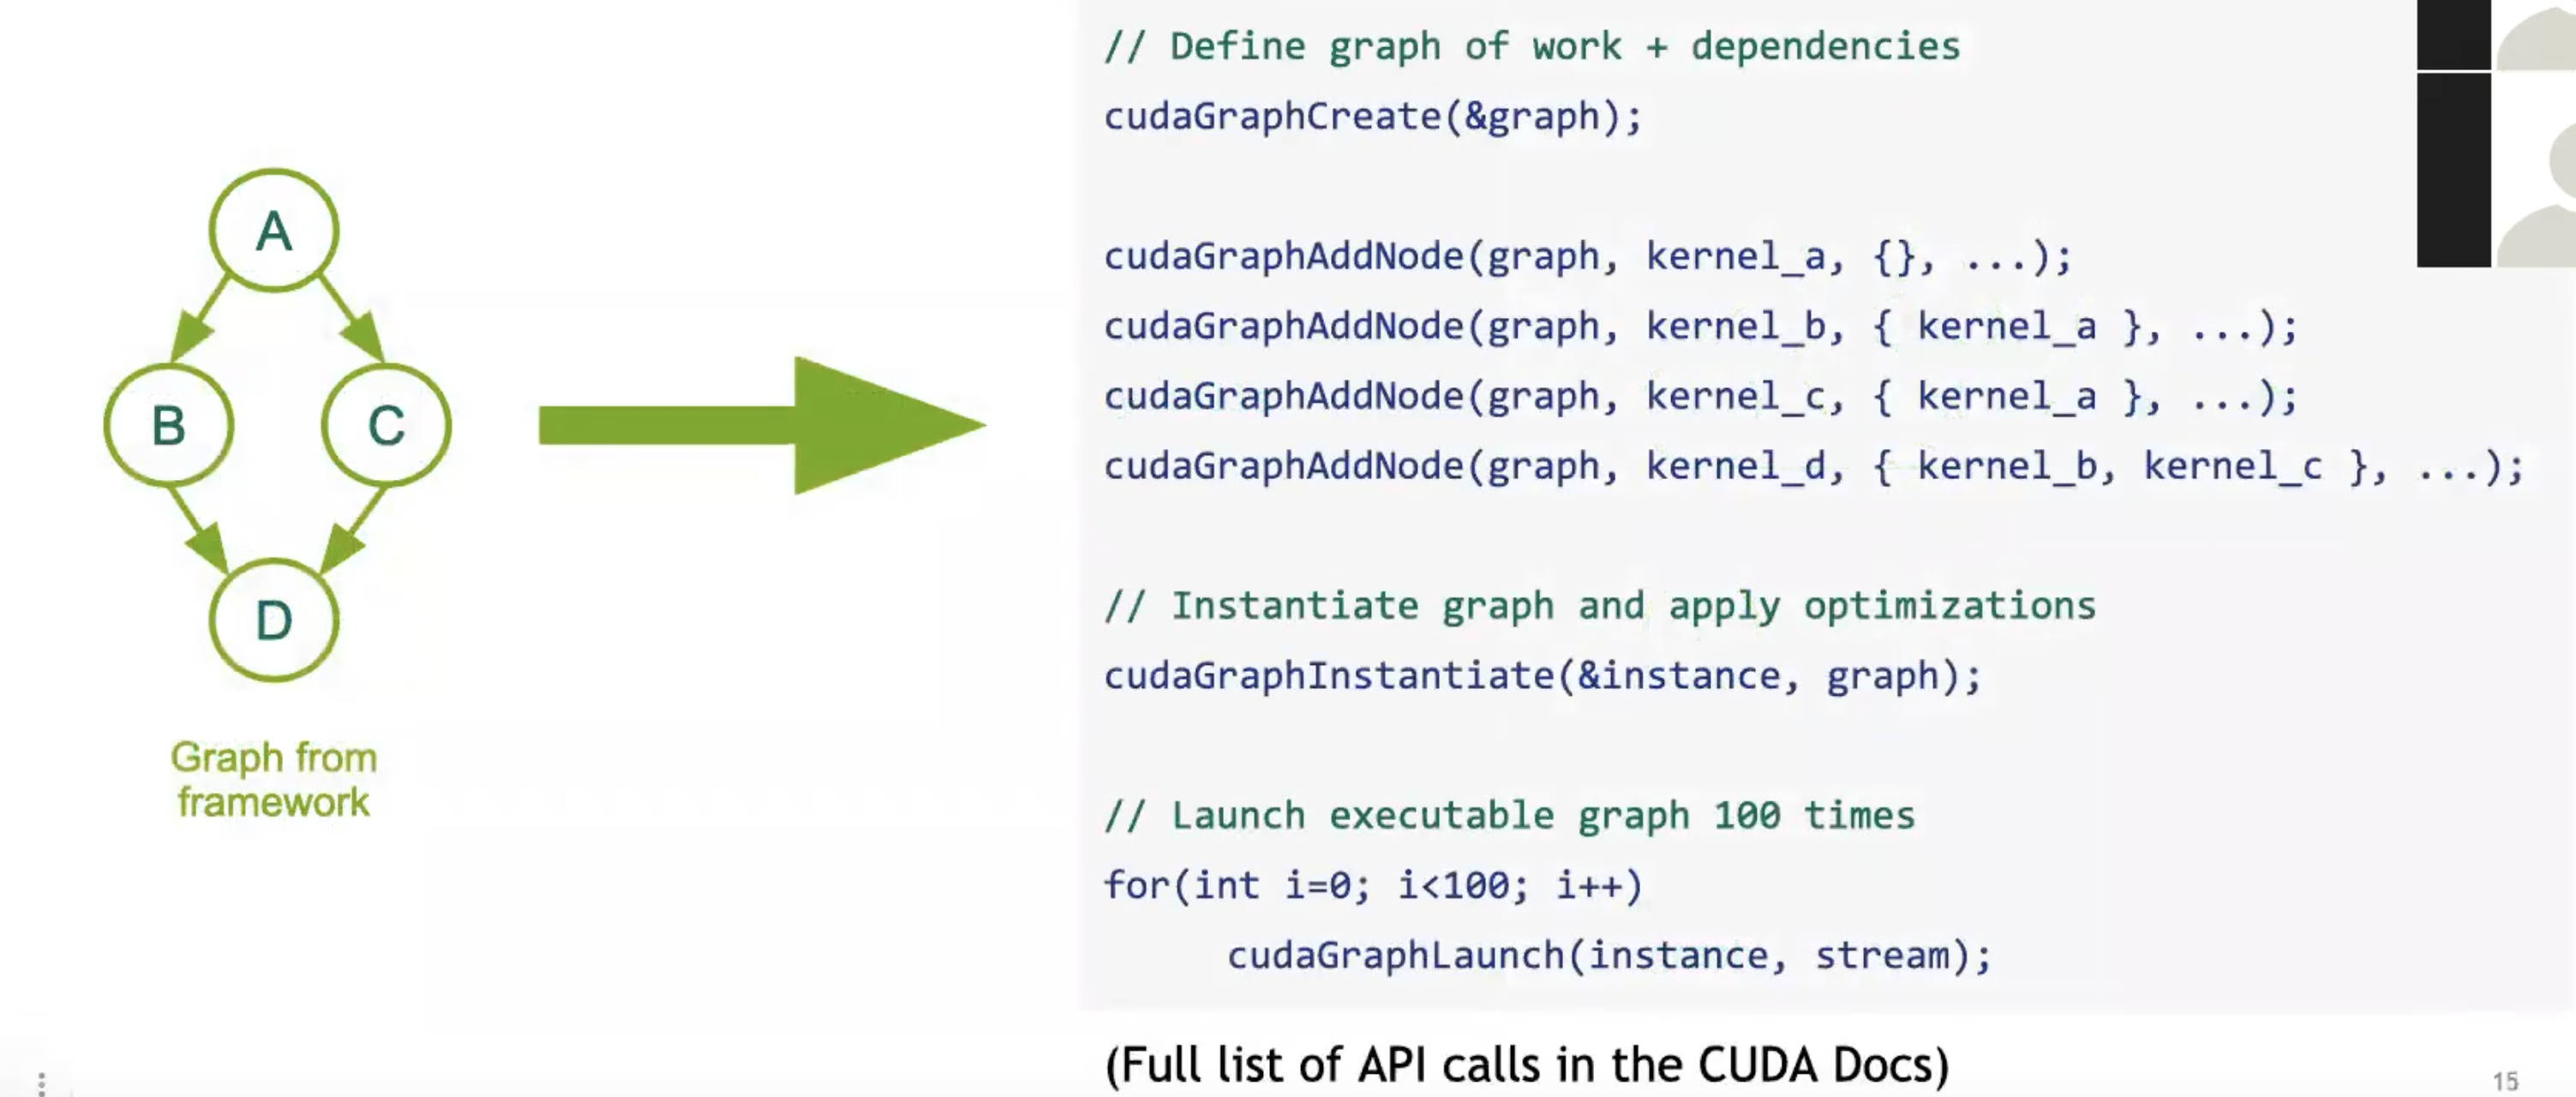 A
B
C
D
Graph from
framework
// Define graph of work + dependencies
cudaGraphCreate(&graph);
cudaGraphAddNode(graph, kernel_a, {}, ...);
cudaGraphAddNode(graph, kernel_b, { kernel_a }, ...);
cudaGraphAddNode(graph, kernel_c, { kernel_a }, ...);
cudaGraphAddNode(graph, kernel_d, { kernel_b, kernel_c }, ...);
// Instantiate graph and apply optimizations
cudaGraphInstantiate(&instance, graph);
// Launch executable graph 100 times
for(int i=0; i<100; i++)
cudaGraphLaunch(instance, stream);
(Full list of API calls in the CUDA Docs)
15